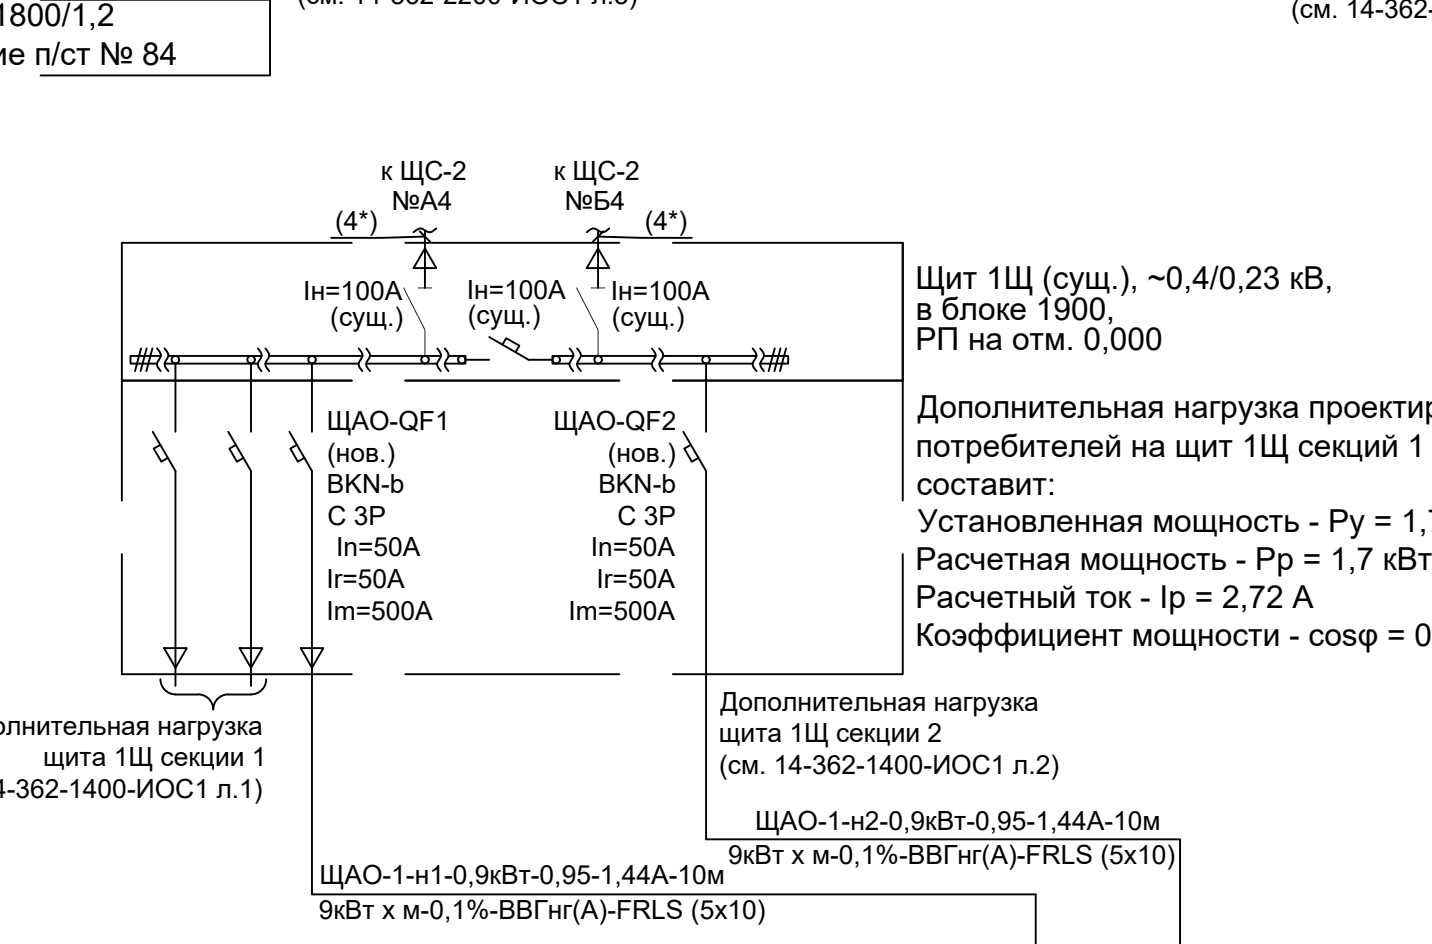 1800/1,2
п/ст № 84
к ЩС-2
№А4
к ЩС-2
№Б4
(4*)
(4*)
Iн=100А
(сущ.)
Iн=100А
(сущ.)
Iн=100А
(сущ.)
Щит 1Щ (сущ.), ~0,4/0,23 кВ,
в блоке 1900,
РП на отм. 0,000
Дополнительная нагрузка
потребителей на щит 1Щ секций 1
составит:
Установленная мощность - Ру = 1,7
Расчетная мощность - Рр = 1,7 кВт
Расчетный ток - Iр = 2,72 А
Коэффициент мощности - cosφ = 0
ЩАО-QF1
(нов.)
BKN-b
C 3P
In=50A
Ir=50A
Im=500A
ЩАО-QF2
(нов.)
BKN-b
C 3P
In=50A
Ir=50A
Im=500A
нагрузка
щита 1Щ секции 1
4-362-1400-ИОС1 л.1)
Дополнительная нагрузка
щита 1Щ секции 2
(см. 14-362-1400-ИОС1 л.2)
ЩАО-1-н2-0,9кВт-0,95-1,44А-10м
9кВт х м-0,1%-ВВГнг(А)-FRLS (5х10)
ЩАО-1-н1-0,9кВт-0,95-1,44А-10м
9кВт х м-0,1%-ВВГнг(А)-FRLS (5х10)
(см. 14-362-